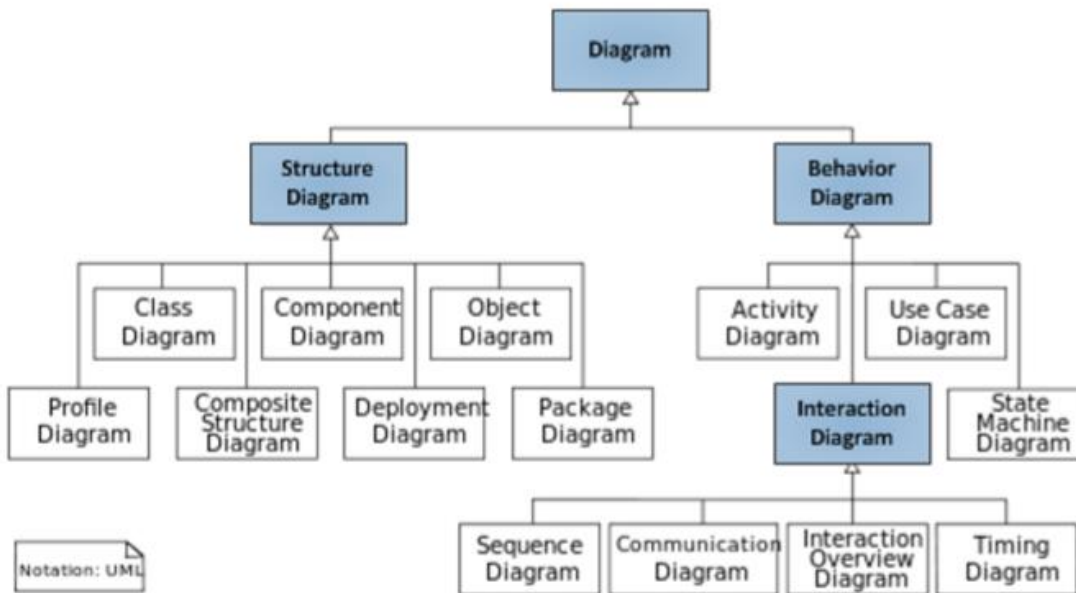 Diagram
Structure
Diagram
Behavior
Diagram
Class
Diagram
Component
Diagram
Object
Diagram
Activity
Diagram
Use Case
Diagram
Profile
Diagram
Composite
Structure
Diagram
Deployment
Diagram
Package
Diagram
Interaction
Diagram
State
Machine
Diagram
Sequence
Diagram
Communication
Diagram
Interaction
Overview
Diagram
Timing
Diagram
Notation: UML